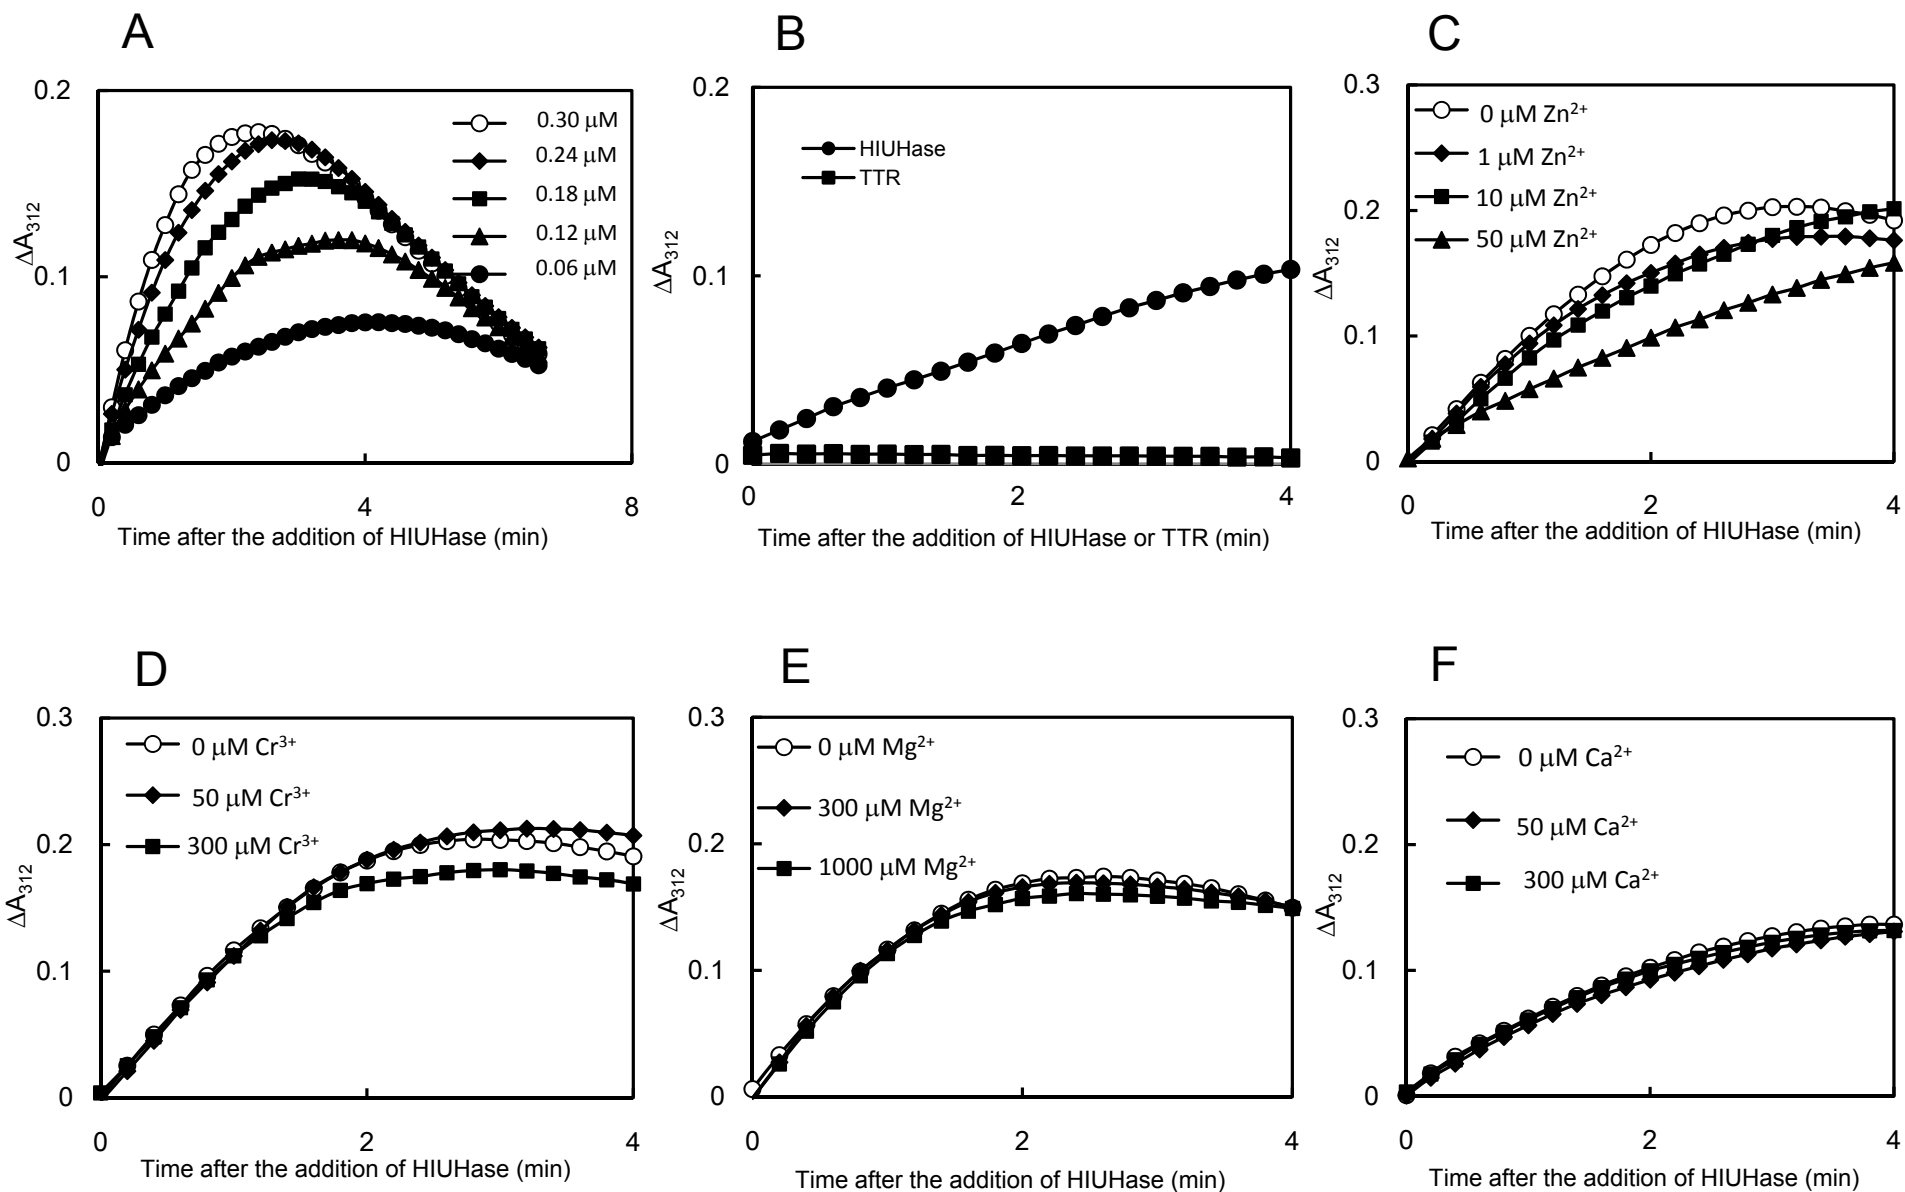 A
0.2
0.1
0
ΔA312
0.30 μM
0.24 μM
0.18 μM
0.12 μM
0.06 μM
0 4 8
Time after the addition of HIUHase (min)
B
0.2
0.1
0
ΔA312
HIUHase
TTR
0 2 4
Time after the addition of HIUHase or TTR (min)
C
0.3
0.2
0.1
0
ΔA312
0 μM Zn2+
1 μM Zn2+
10 μM Zn2+
50 μM Zn2+
0 2 4
Time after the addition of HIUHase (min)
D
0.3
0.2
0.1
0
ΔA312
0 μM Cr3+
50 μM Cr3+
300 μM Cr3+
0 2 4
Time after the addition of HIUHase (min)
E
0.3
0.2
0.1
0
ΔA312
0 μM Mg2+
300 μM Mg2+
1000 μM Mg2+
0 2 4
Time after the addition of HIUHase (min)
F
0.3
0.2
0.1
0
ΔA312
0 μM Ca2+
50 μM Ca2+
300 μM Ca2+
0 2 4
Time after the addition of HIUHase (min)